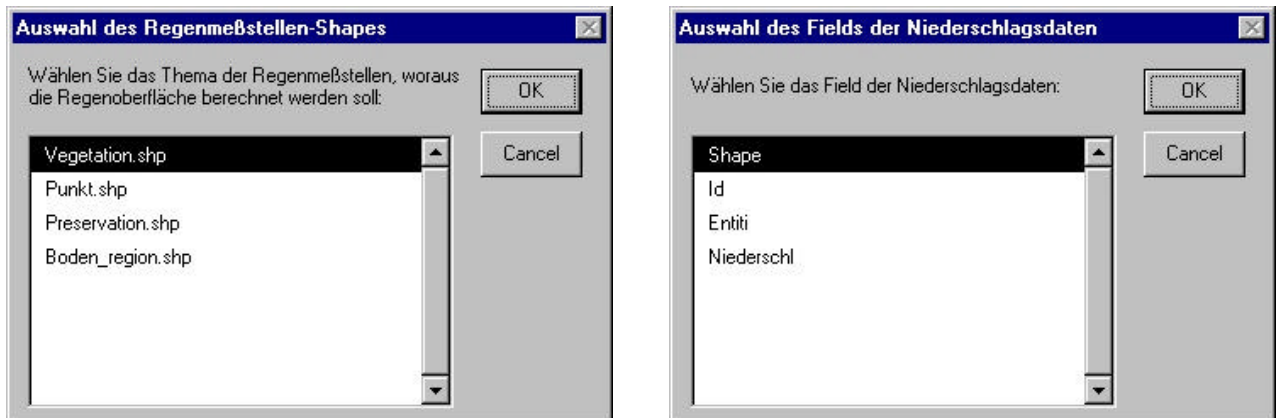 Auswahl des Regenmeßstellen-Shapes
Wählen Sie das Thema der Regenmeßstellen, woraus
die Regenoberfläche berechnet werden soll:
OK
Cancel
Vegetation.shp
Punkt.shp
Preservation.shp
Boden_region.shp
Auswahl des Fields der Niederschlagsdaten
Wählen Sie das Field der Niederschlagsdaten:
OK
Cancel
Shape
Id
Entiti
Niederschl